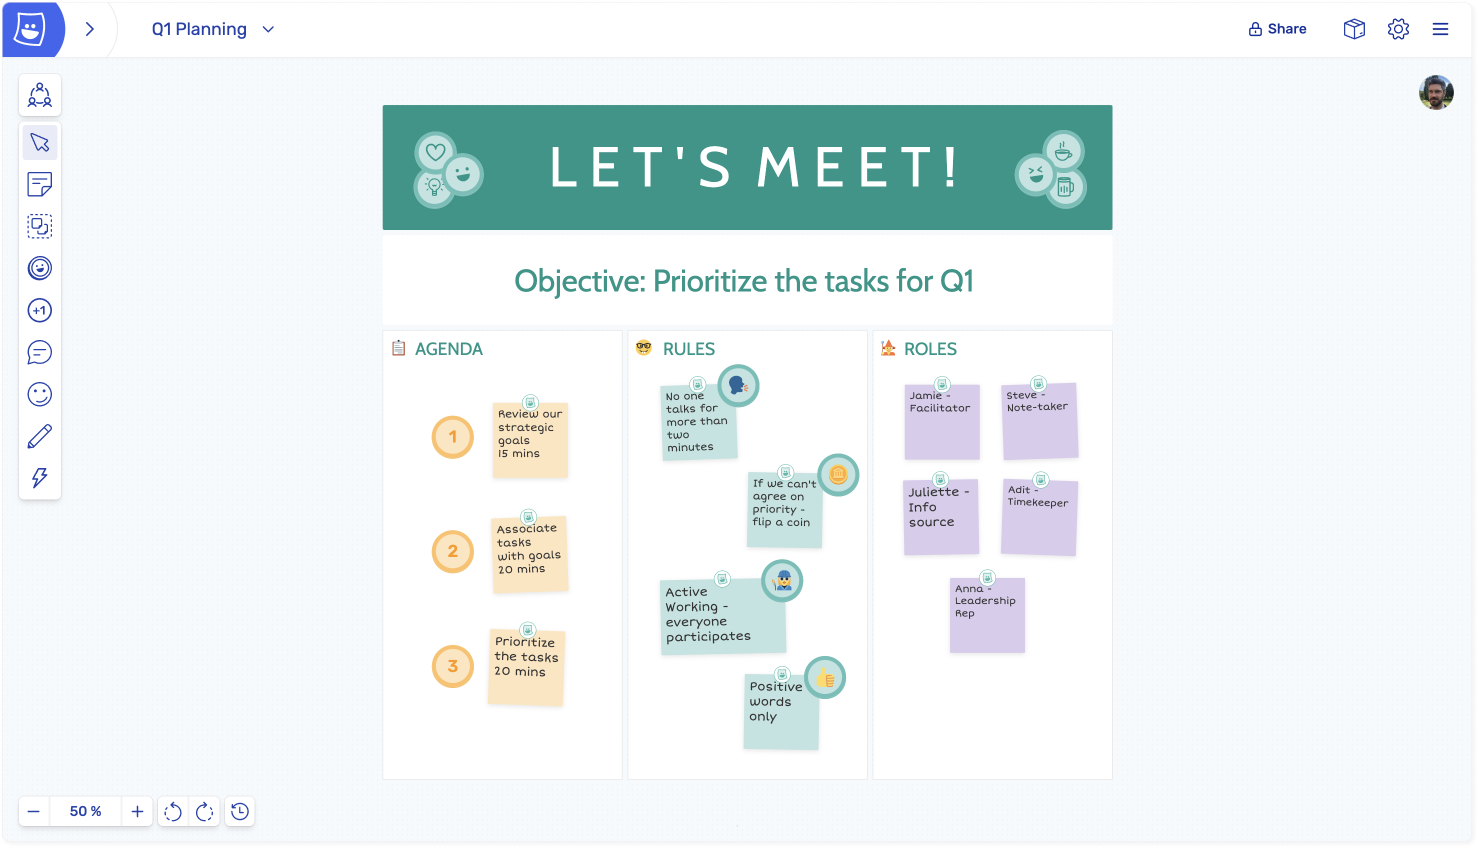 Q1 Planning
Share
LET'S MEET!
Objective: Prioritize the tasks for Q1
AGENDA
1
Review our
strategic
goals
15 mins
2
Associate
tasks
with goals
20 mins
3
Prioritize
the tasks
20 mins
RULES
No one
talks for
more than
two
minutes
If we can't
agree on
priority -
flip a coin
Active
Working -
everyone
participates
Positive
words
only
ROLES
Jamie -
Facilitator
Steve -
Note-taker
Juliette -
Info
source
Adit -
Timekeeper
Anna -
Leadership
Rep
+1
50 %